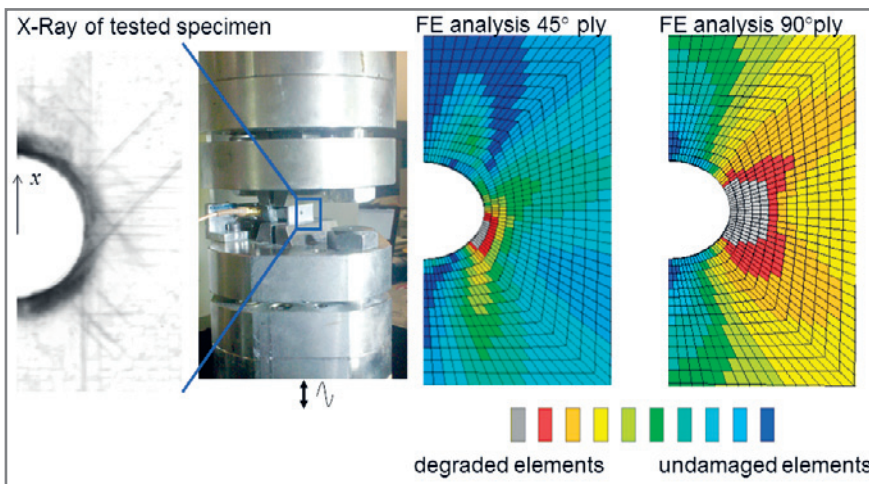 X-Ray of tested specimen
FE analysis 45° ply
FE analysis 90°ply
x
degraded elements
undamaged elements